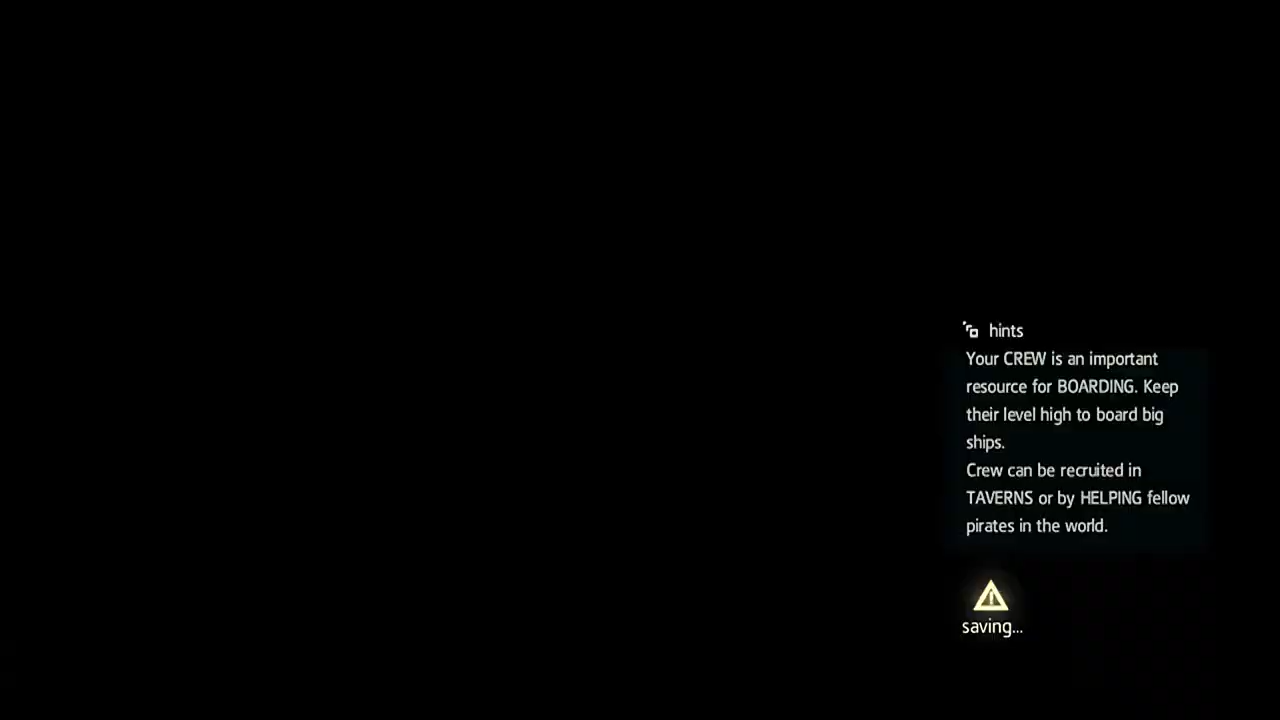 hints
Your CREW is an important
resource for BOARDING. Keep
their level high to board big
ships.
Crew can be recruited in
TAVERNS or by HELPING fellow
pirates in the world.
saving...